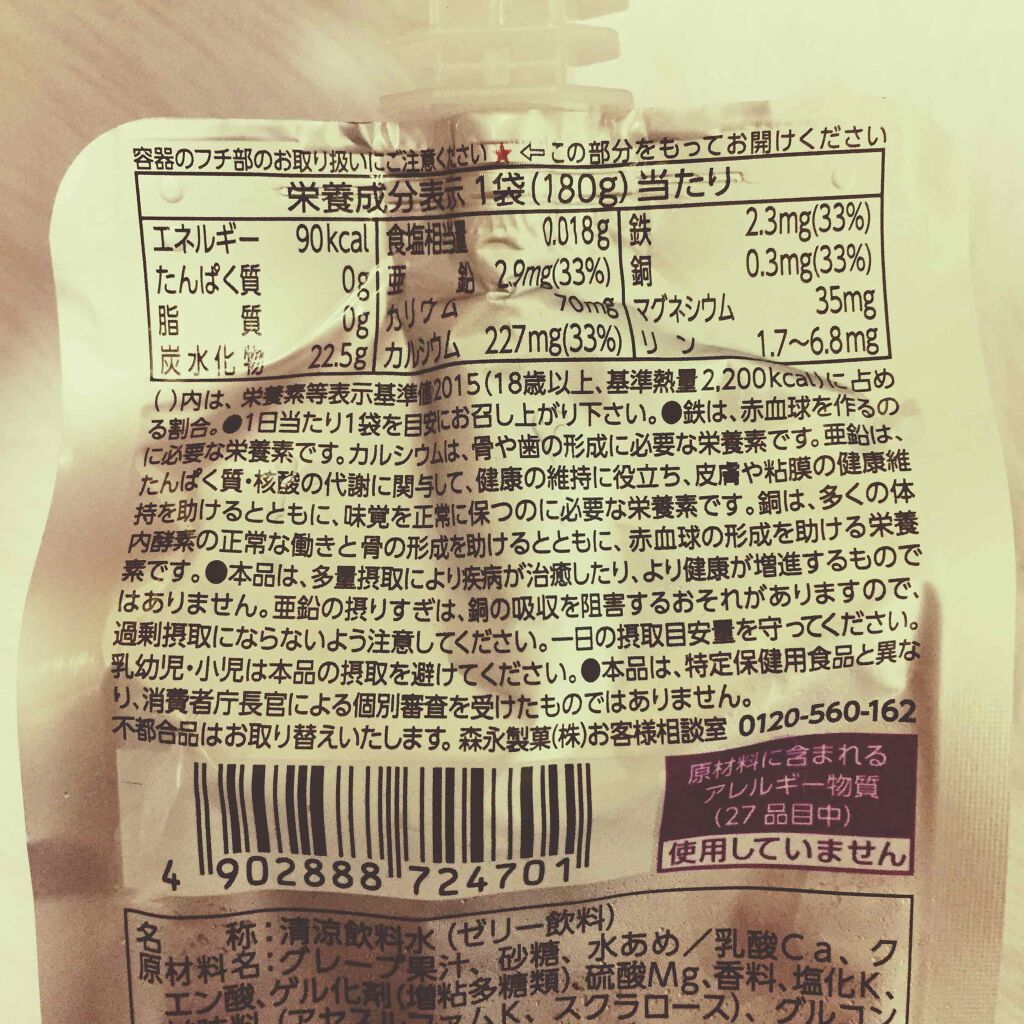 容器のフチ部のお取り扱いにご注意ください ★ ⇦この部分をもってお開けください
栄養成分表示 1袋(180g)当たり
エネルギー 90kcal 食塩相当量 0.018g 鉄 2.3mg(33%)
たんぱく質 0g 亜鉛 2.9mg(33%) 銅 0.3mg(33%)
脂質 0g カリウム 70mg マグネシウム 35mg
炭水化物 22.5g カルシウム 227mg(33%) リン 1.7〜6.8mg
( )内は、栄養素等表示基準値2015(18歳以上、基準熱量2,200kcal)に占め
る割合。●1日当たり1袋を目安にお召し上がり下さい。●鉄は、赤血球を作るの
に必要な栄養素です。カルシウムは、骨や歯の形成に必要な栄養素です。亜鉛は、
たんぱく質・核酸の代謝に関与して、健康の維持に役立ち、皮膚や粘膜の健康維
持を助けるとともに、味覚を正常に保つのに必要な栄養素です。銅は、多くの体
内酵素の正常な働きと骨の形成を助けるとともに、赤血球の形成を助ける栄養
素です。●本品は、多量摂取により疾病が治癒したり、より健康が増進するもので
はありません。亜鉛の摂りすぎは、銅の吸収を阻害するおそれがありますので、
過剰摂取にならないよう注意してください。一日の摂取目安量を守ってください。
乳幼児・小児は本品の摂取を避けてください。●本品は、特定保健用食品と異な
り、消費者庁長官による個別審査を受けたものではありません。
不都合品はお取り替えいたします。森永製菓(株)お客様相談室 0120-560-162
原材料に含まれる
アレルギー物質
(27品目中)
使用していません
4 902888 724701
名称:清涼飲料水(ゼリー飲料)
原材料名:グレープ果汁、砂糖、水あめ/乳酸Ca、ク
エン酸、ゲル化剤(増粘多糖類)、硫酸Mg、香料、塩化K、
(アセスルファムK、スクラロース)、グルコン